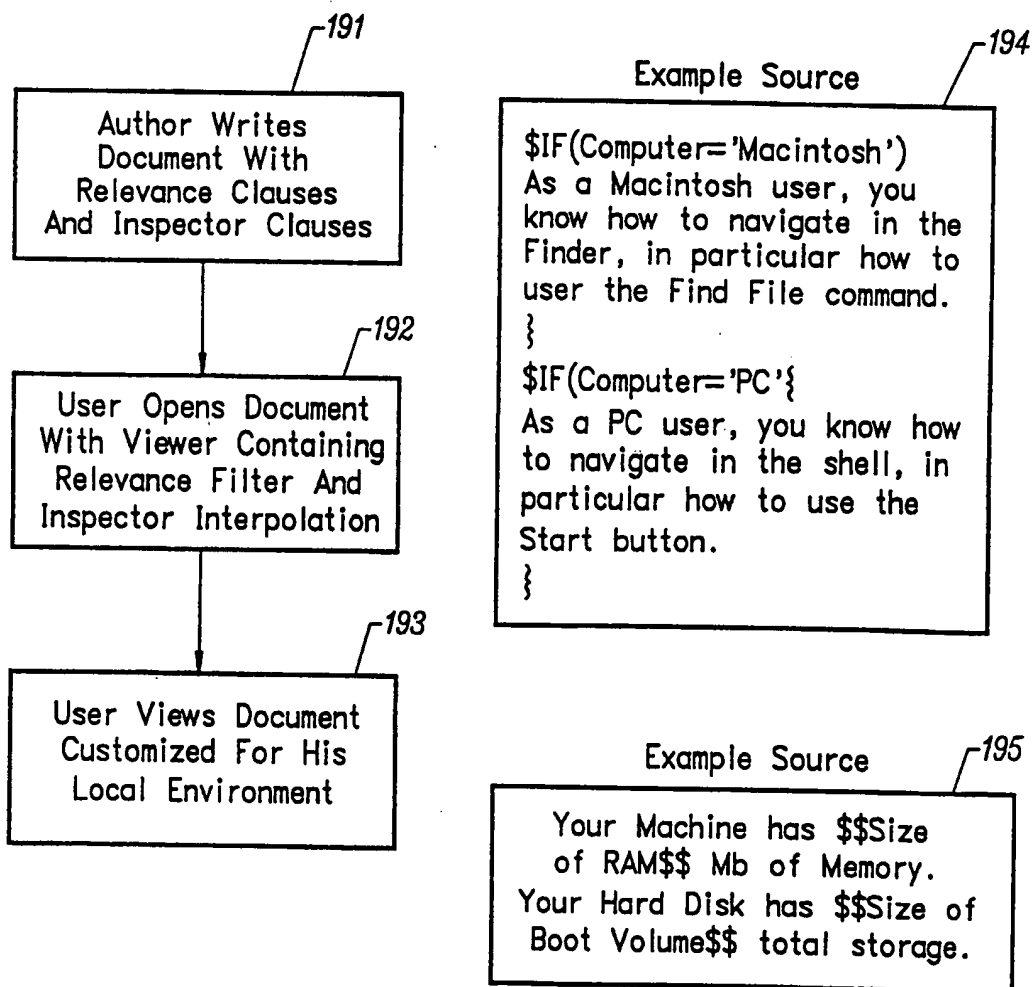 191
Author Writes
Document With
Relevance Clauses
And Inspector Clauses
192
User Opens Document
With Viewer Containing
Relevance Filter And
Inspector Interpolation
193
User Views Document
Customized For His
Local Environment
194
Example Source
$IF(Computer='Macintosh')
As a Macintosh user, you
know how to navigate in the
Finder, in particular how to
user the Find File command.
}
$IF(Computer='PC'{
As a PC user, you know how
to navigate in the shell, in
particular how to use the
Start button.
}
195
Example Source
Your Machine has $$Size
of RAM$$ Mb of Memory.
Your Hard Disk has $$Size of
Boot Volume$$ total storage.